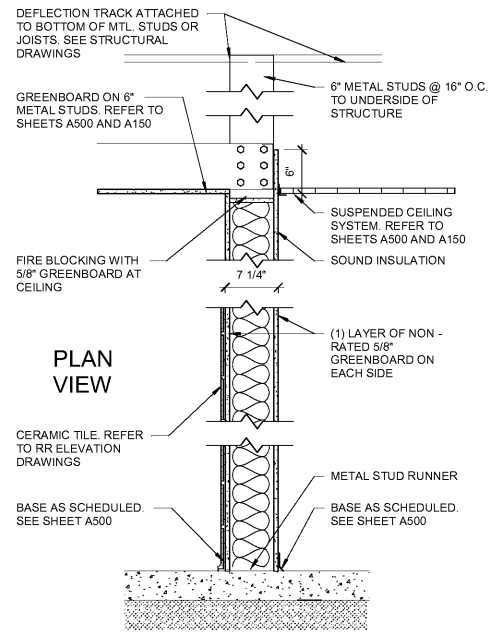 DEFLECTION TRACK ATTACHED
TO BOTTOM OF MTL. STUDS OR
JOISTS. SEE STRUCTURAL
DRAWINGS
6" METAL STUDS @ 16" O.C.
TO UNDERSIDE OF
STRUCTURE
GREENBOARD ON 6"
METAL STUDS. REFER TO
SHEETS A500 AND A150
6"
SUSPENDED CEILING
SYSTEM. REFER TO
SHEETS A500 AND A150
FIRE BLOCKING WITH
5/8" GREENBOARD AT
CEILING
SOUND INSULATION
7 1/4"
(1) LAYER OF NON -
RATED 5/8"
GREENBOARD ON
EACH SIDE
PLAN
VIEW
CERAMIC TILE. REFER
TO RR ELEVATION
DRAWINGS
METAL STUD RUNNER
BASE AS SCHEDULED.
SEE SHEET A500
BASE AS SCHEDULED.
SEE SHEET A500